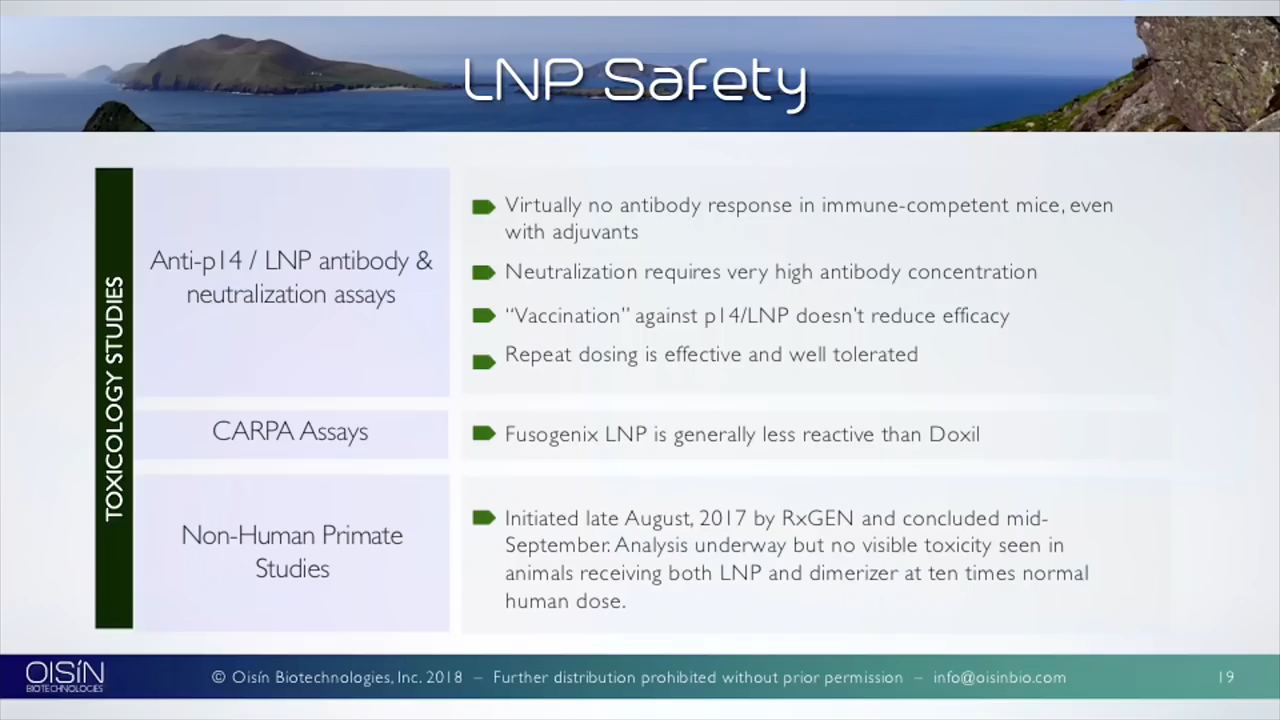 LNP Safety
TOXICOLOGY STUDIES
Anti-p14 / LNP antibody &
neutralization assays
Virtually no antibody response in immune-competent mice, even
with adjuvants
Neutralization requires very high antibody concentration
“Vaccination” against p14/LNP doesn’t reduce efficacy
Repeat dosing is effective and well tolerated
CARPA Assays
Fusogenix LNP is generally less reactive than Doxil
Non-Human Primate
Studies
Initiated late August, 2017 by RxGEN and concluded mid-
September. Analysis underway but no visible toxicity seen in
animals receiving both LNP and dimerizer at ten times normal
human dose.
OISÍN
BIOTECHNOLOGIES
© Oisín Biotechnologies, Inc. 2018 – Further distribution prohibited without prior permission – info@oisinbio.com
19